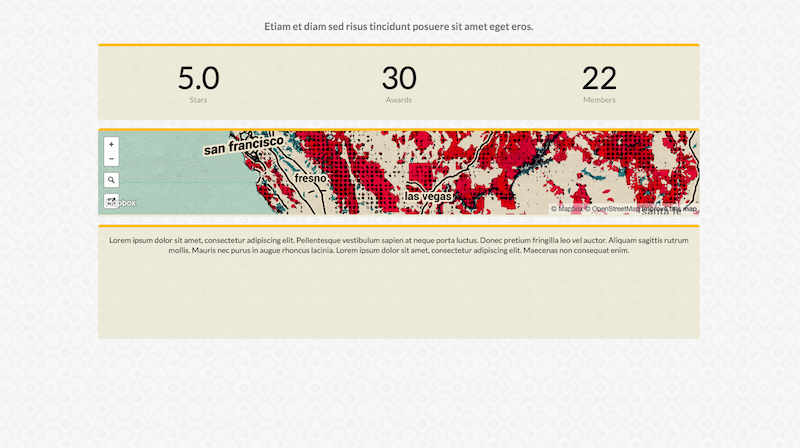 Etiam et diam sed risus tincidunt posuere sit amet eget eros.
5.0
30
22
Stars
Awards
Members
+
−
san francisco
fresno
las vegas
© Mapbox © OpenStreetMap Improve this map
Lorem ipsum dolor sit amet, consectetur adipiscing elit. Pellentesque vestibulum sapien at neque porta luctus. Donec pretium fringilla leo vel auctor. Aliquam sagittis rutrum
mollis. Mauris nec purus in augue rhoncus lacinia. Lorem ipsum dolor sit amet, consectetur adipiscing elit. Maecenas non consequat enim.